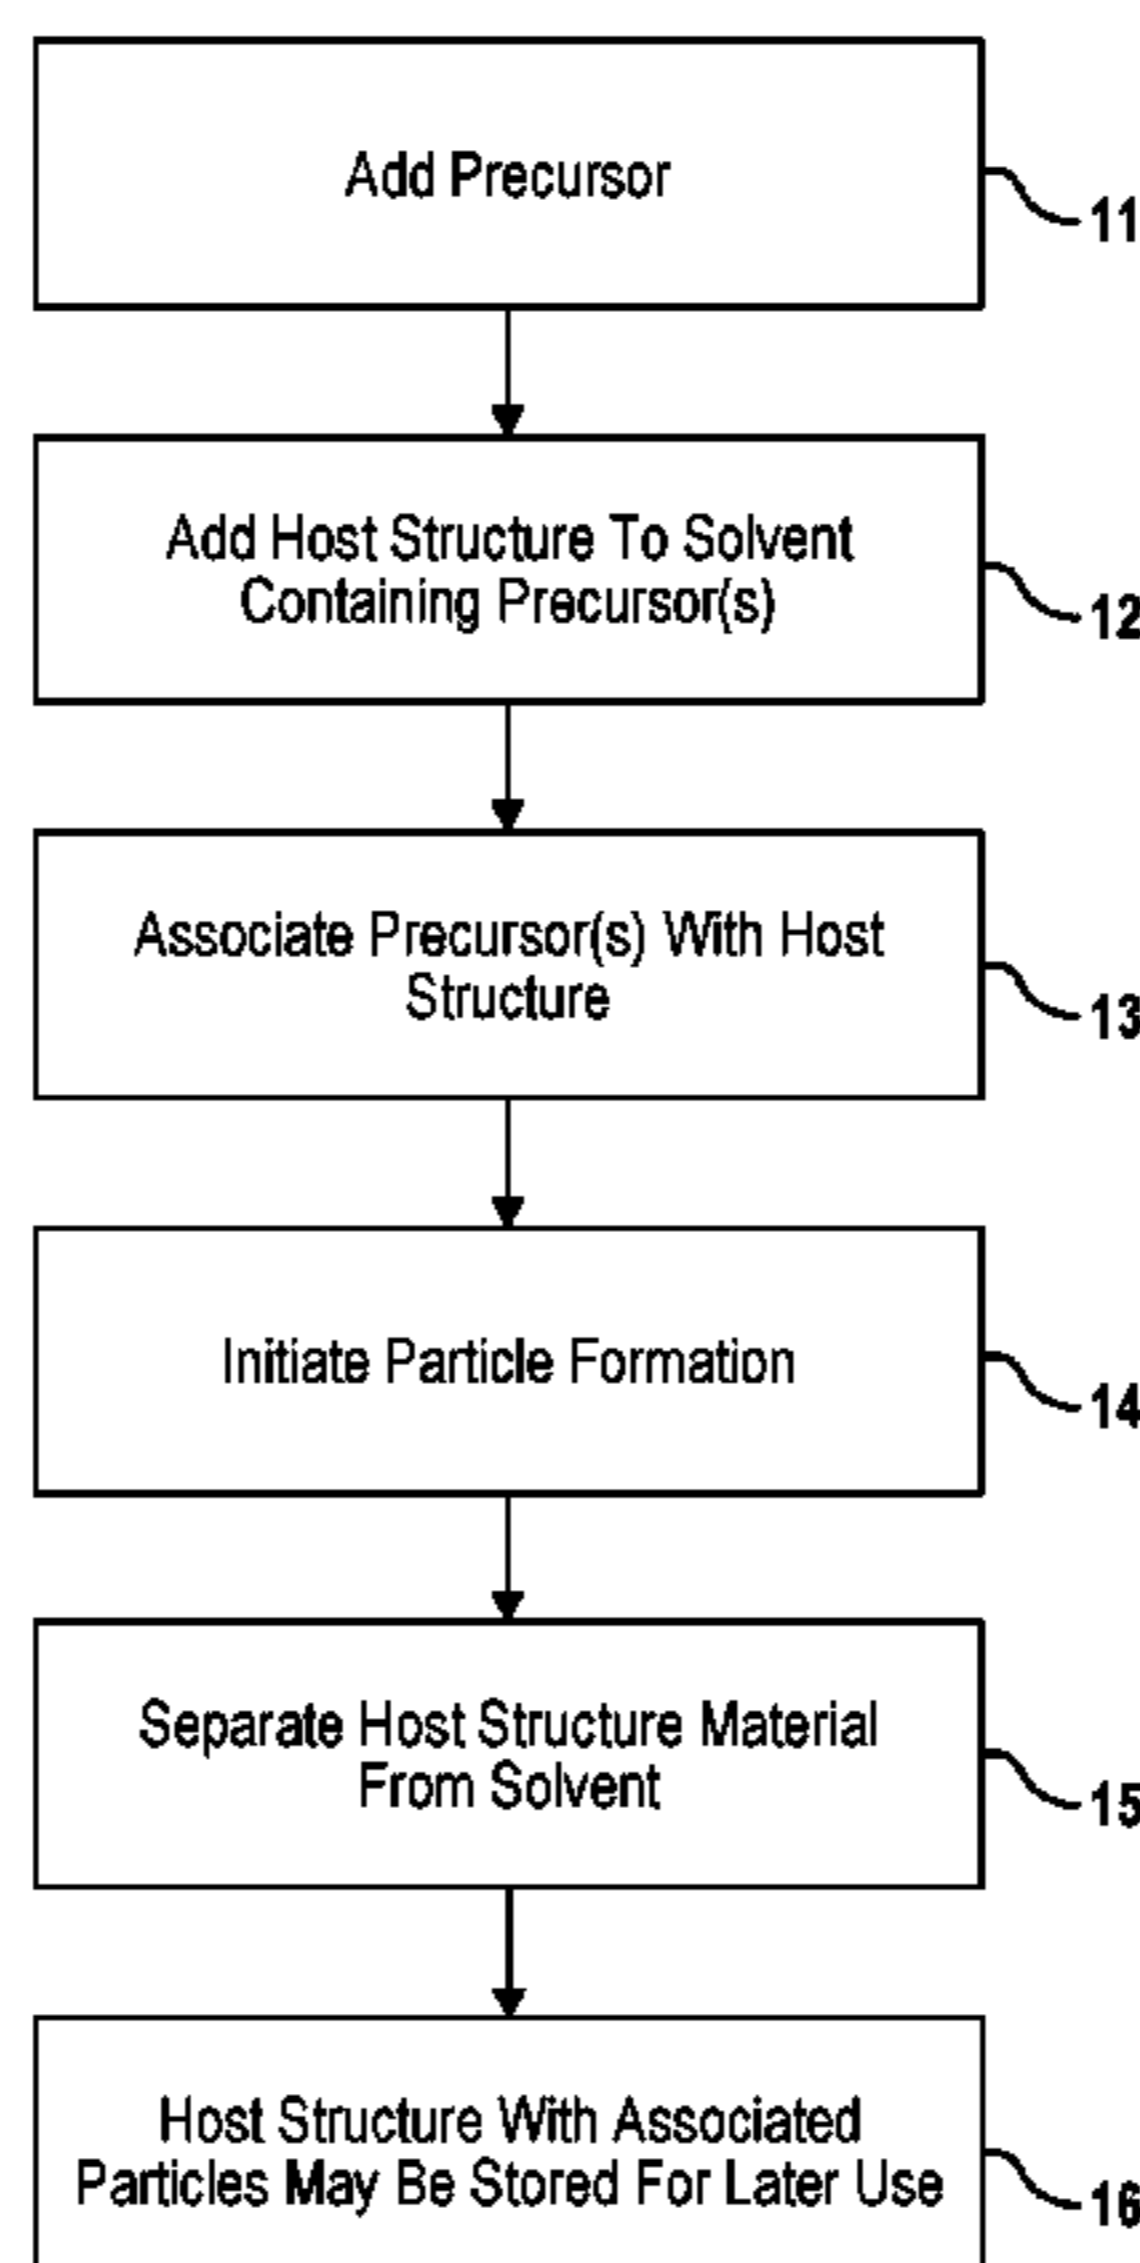 Add Precursor
11
Add Host Structure To Solvent
Containing Precursor(s)
12
Associate Precursor(s) With Host
Structure
13
Initiate Particle Formation
14
Separate Host Structure Material
From Solvent
15
Host Structure With Associated
Particles May Be Stored For Later Use
16